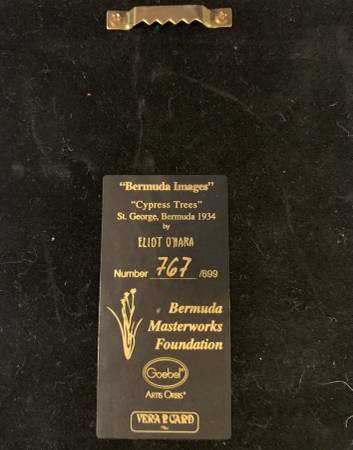 "Bermuda Images"
"Cypress Trees"
St. George, Bermuda 1934
by
ELIOT O'HARA
Number 767 /899
Bermuda
Masterworks
Foundation
Goebel
ARTIS ORBIS
VERA P CARD